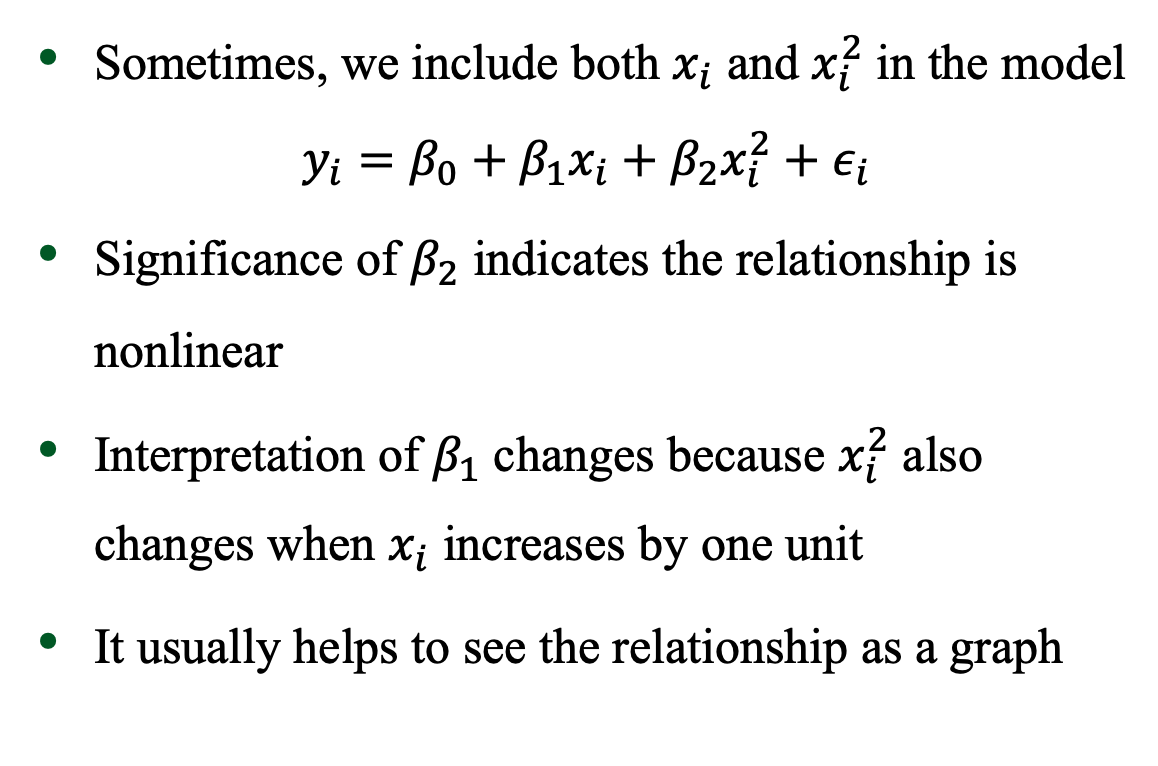 • Sometimes, we include both xᵢ and xᵢ² in the model
yᵢ = β₀ + β₁xᵢ + β₂xᵢ² + ϵᵢ
• Significance of β₂ indicates the relationship is
nonlinear
• Interpretation of β₁ changes because xᵢ² also
changes when xᵢ increases by one unit
• It usually helps to see the relationship as a graph